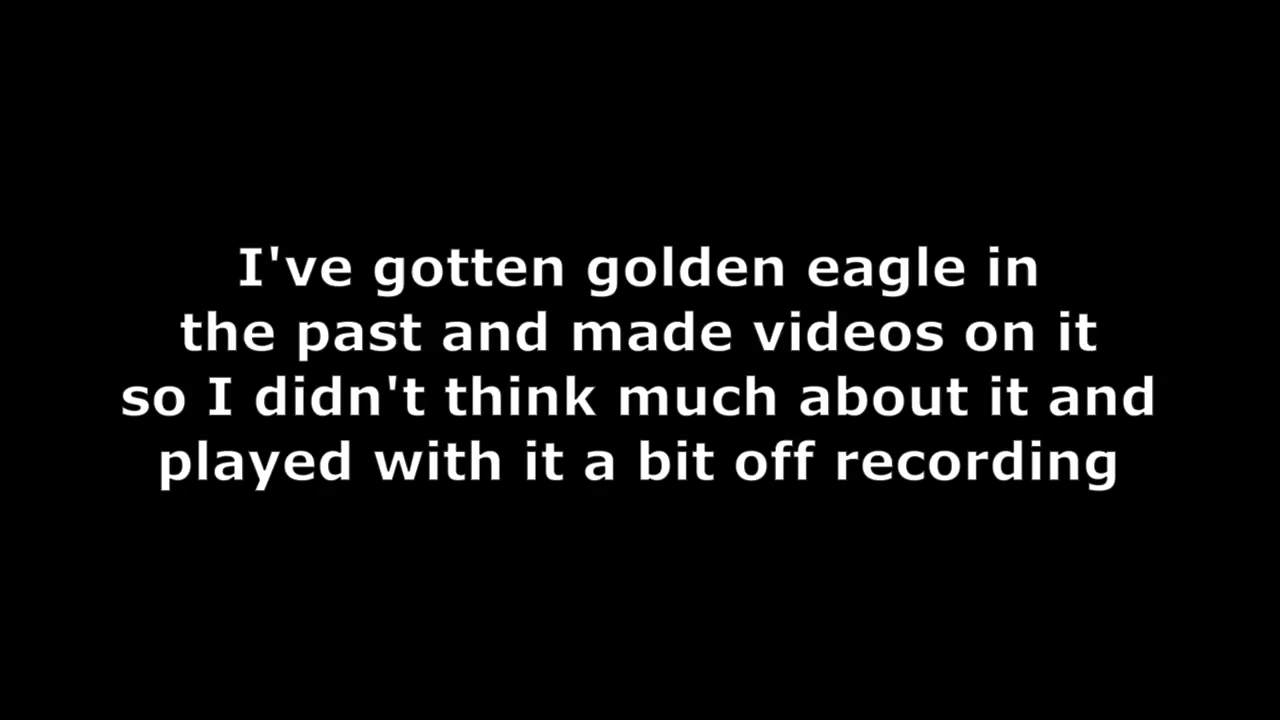 I've gotten golden eagle in
the past and made videos on it
so I didn't think much about it and
played with it a bit off recording